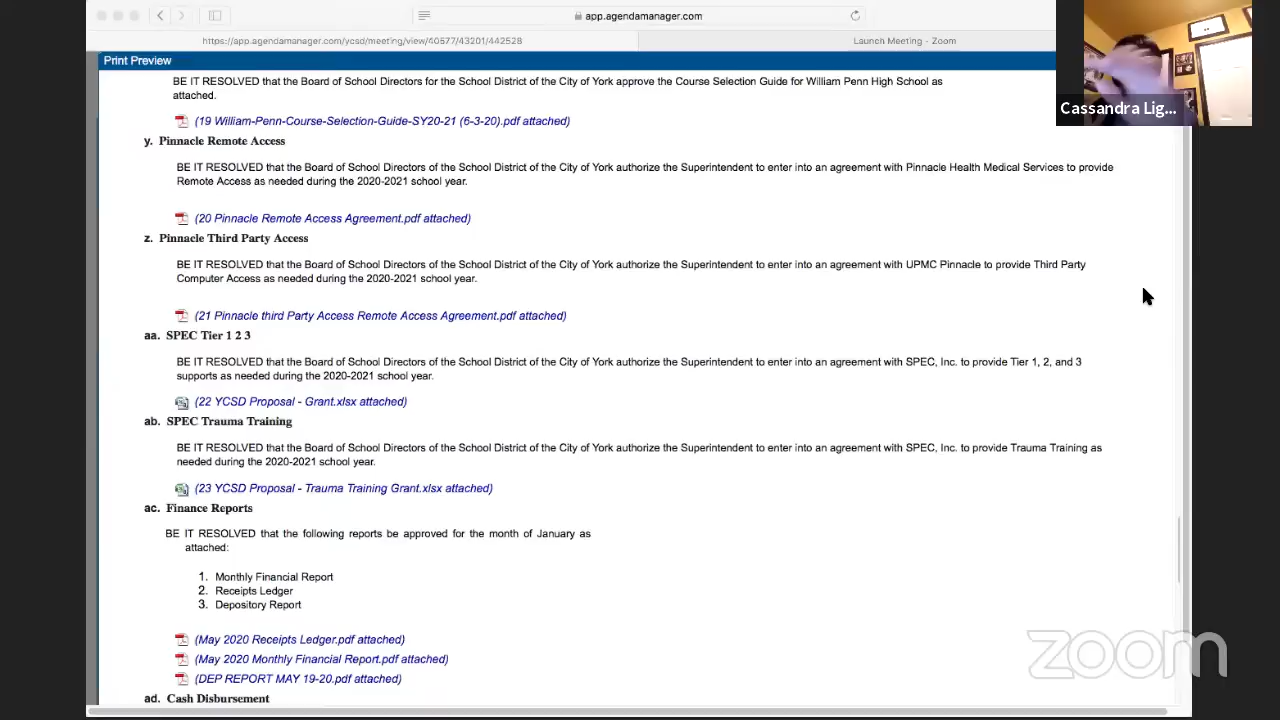 app.agendamanager.com
https://app.agendamanager.com/ycsd/meeting/view/40577/43201/442528
Launch Meeting - Zoom
Print Preview
BE IT RESOLVED that the Board of School Directors for the School District of the City of York approve the Course Selection Guide for William Penn High School as
attached.
Cassandra Lig...
(19 William-Penn-Course-Selection-Guide-SY20-21 (6-3-20).pdf attached)
y. Pinnacle Remote Access
BE IT RESOLVED that the Board of School Directors of the School District of the City of York authorize the Superintendent to enter into an agreement with Pinnacle Health Medical Services to provide
Remote Access as needed during the 2020-2021 school year.
(20 Pinnacle Remote Access Agreement.pdf attached)
z. Pinnacle Third Party Access
BE IT RESOLVED that the Board of School Directors of the School District of the City of York authorize the Superintendent to enter into an agreement with UPMC Pinnacle to provide Third Party
Computer Access as needed during the 2020-2021 school year.
(21 Pinnacle third Party Access Remote Access Agreement.pdf attached)
aa. SPEC Tier 1 2 3
BE IT RESOLVED that the Board of School Directors of the School District of the City of York authorize the Superintendent to enter into an agreement with SPEC, Inc. to provide Tier 1, 2, and 3
supports as needed during the 2020-2021 school year.
(22 YCSD Proposal - Grant.xlsx attached)
ab. SPEC Trauma Training
BE IT RESOLVED that the Board of School Directors of the School District of the City of York authorize the Superintendent to enter into an agreement with SPEC, Inc. to provide Trauma Training as
needed during the 2020-2021 school year.
(23 YCSD Proposal - Trauma Training Grant.xlsx attached)
ac. Finance Reports
BE IT RESOLVED that the following reports be approved for the month of January as
attached:
1. Monthly Financial Report
2. Receipts Ledger
3. Depository Report
(May 2020 Receipts Ledger.pdf attached)
(May 2020 Monthly Financial Report.pdf attached)
(DEP REPORT MAY 19-20.pdf attached)
ad. Cash Disbursement
zoom